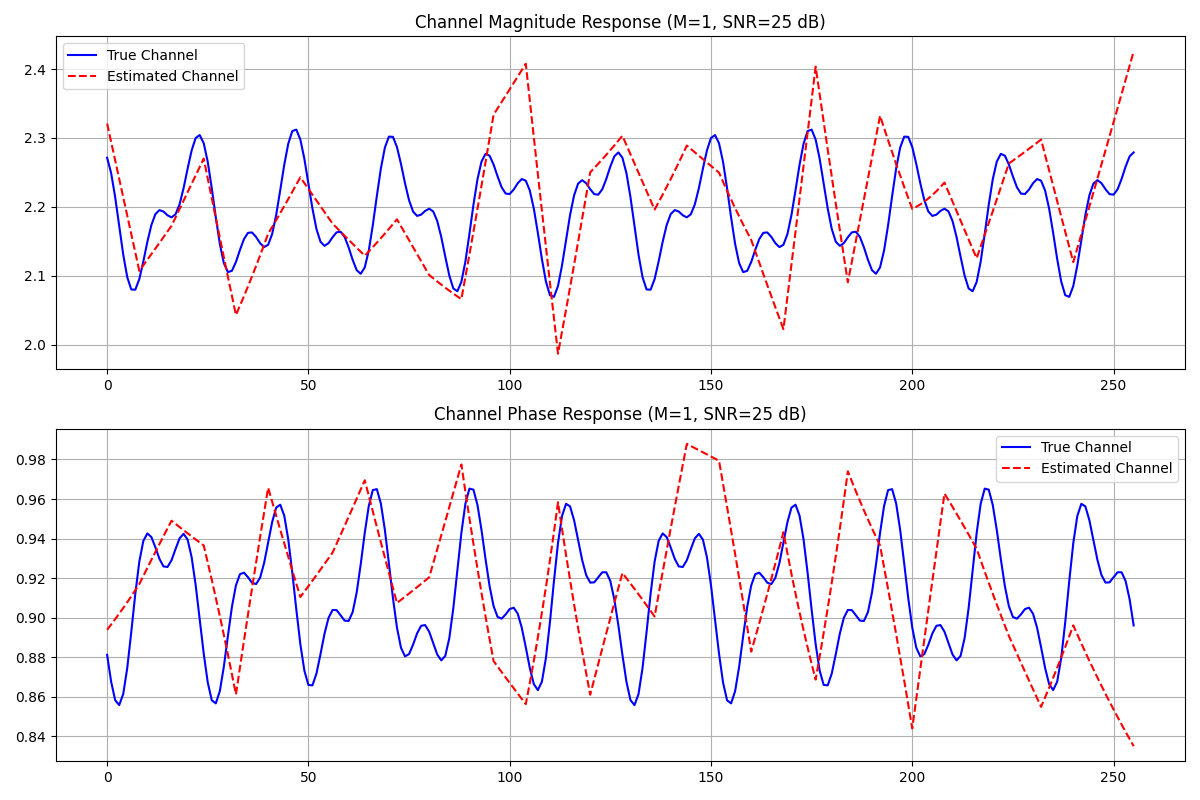 Channel Magnitude Response (M=1, SNR=25 dB)
True Channel
Estimated Channel
2.4
2.3
2.2
2.1
2.0
0 50 100 150 200 250
Channel Phase Response (M=1, SNR=25 dB)
True Channel
Estimated Channel
0.98
0.96
0.94
0.92
0.90
0.88
0.86
0.84
0 50 100 150 200 250